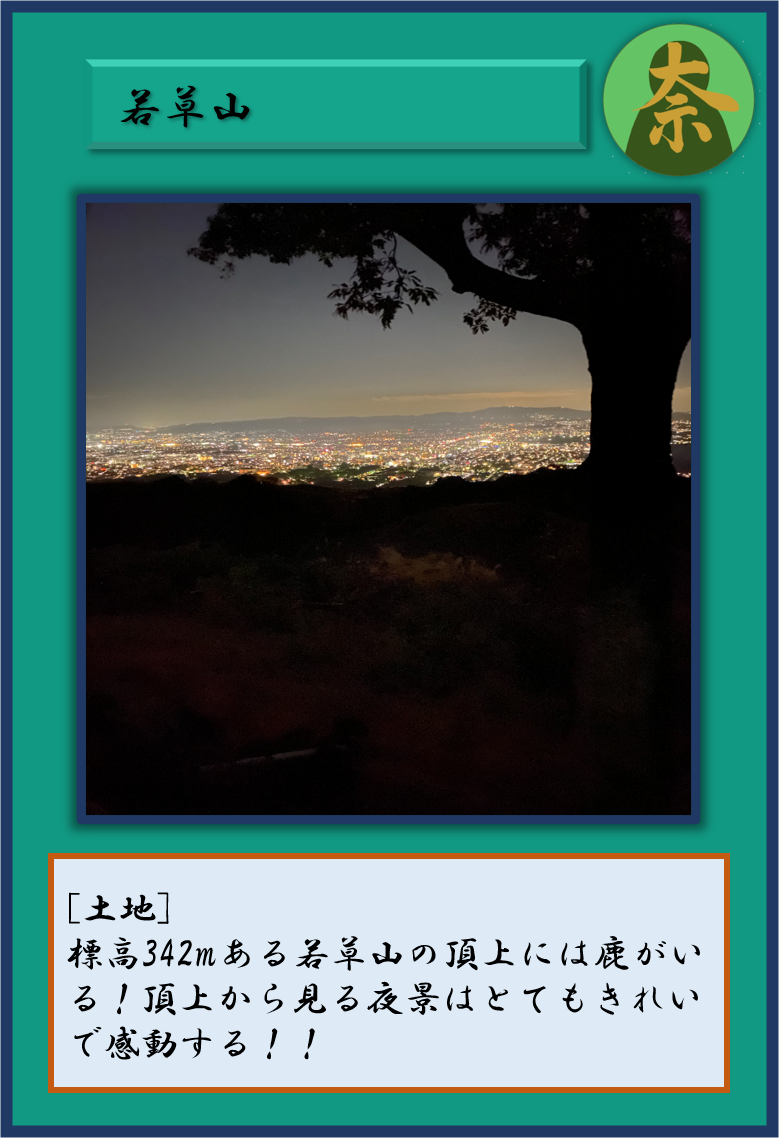 若草山
奈
[土地]
標高342mある若草山の頂上には鹿がい
る！頂上から見る夜景はとてもきれい
で感動する！！